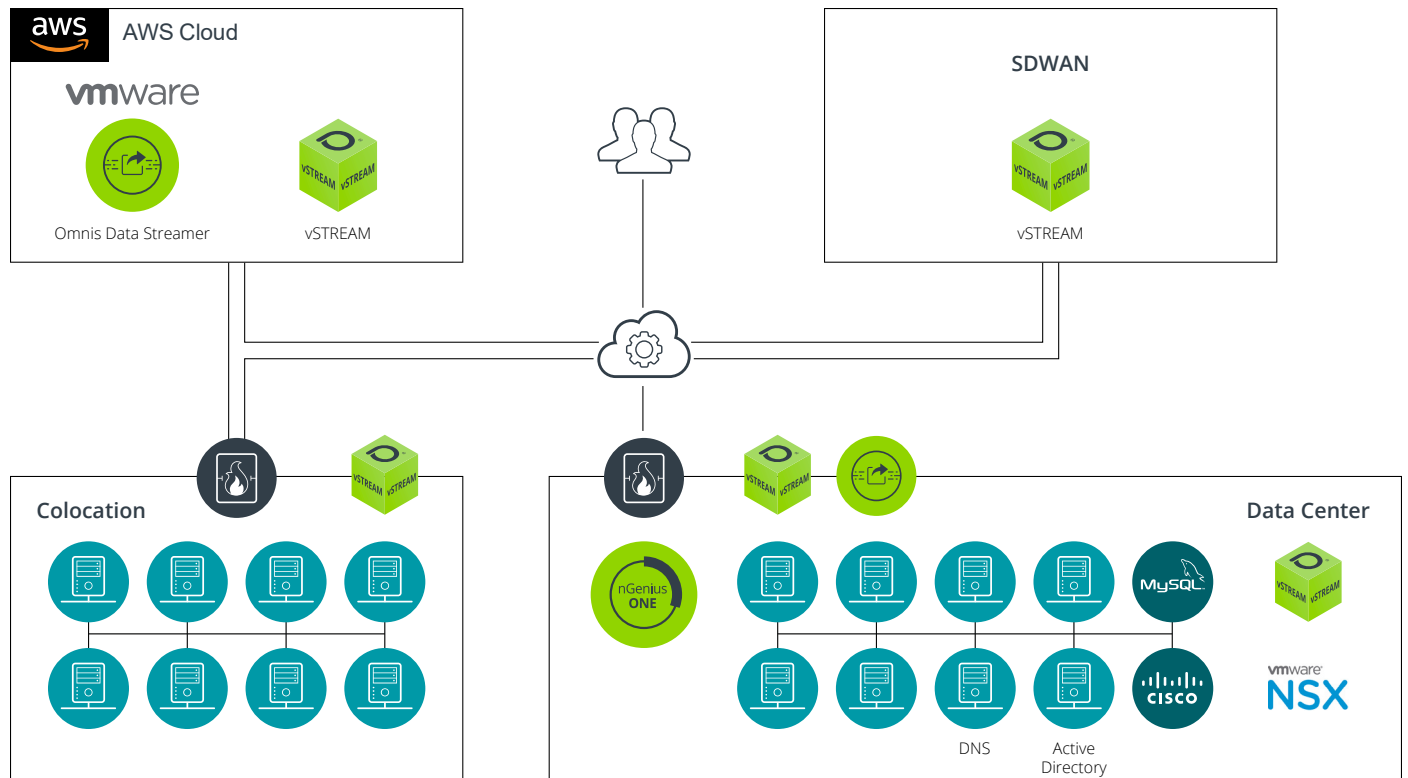 aws
AWS Cloud
vmware
vSTREAM
vSTREAM
Omnis Data Streamer
vSTREAM
SDWAN
vSTREAM
vSTREAM
vSTREAM
vSTREAM
vSTREAM
vSTREAM
vSTREAM
Colocation
Data Center
nGenius
ONE
MySQL
vSTREAM
vSTREAM
CISCO
vmware
NSX
DNS
Active
Directory